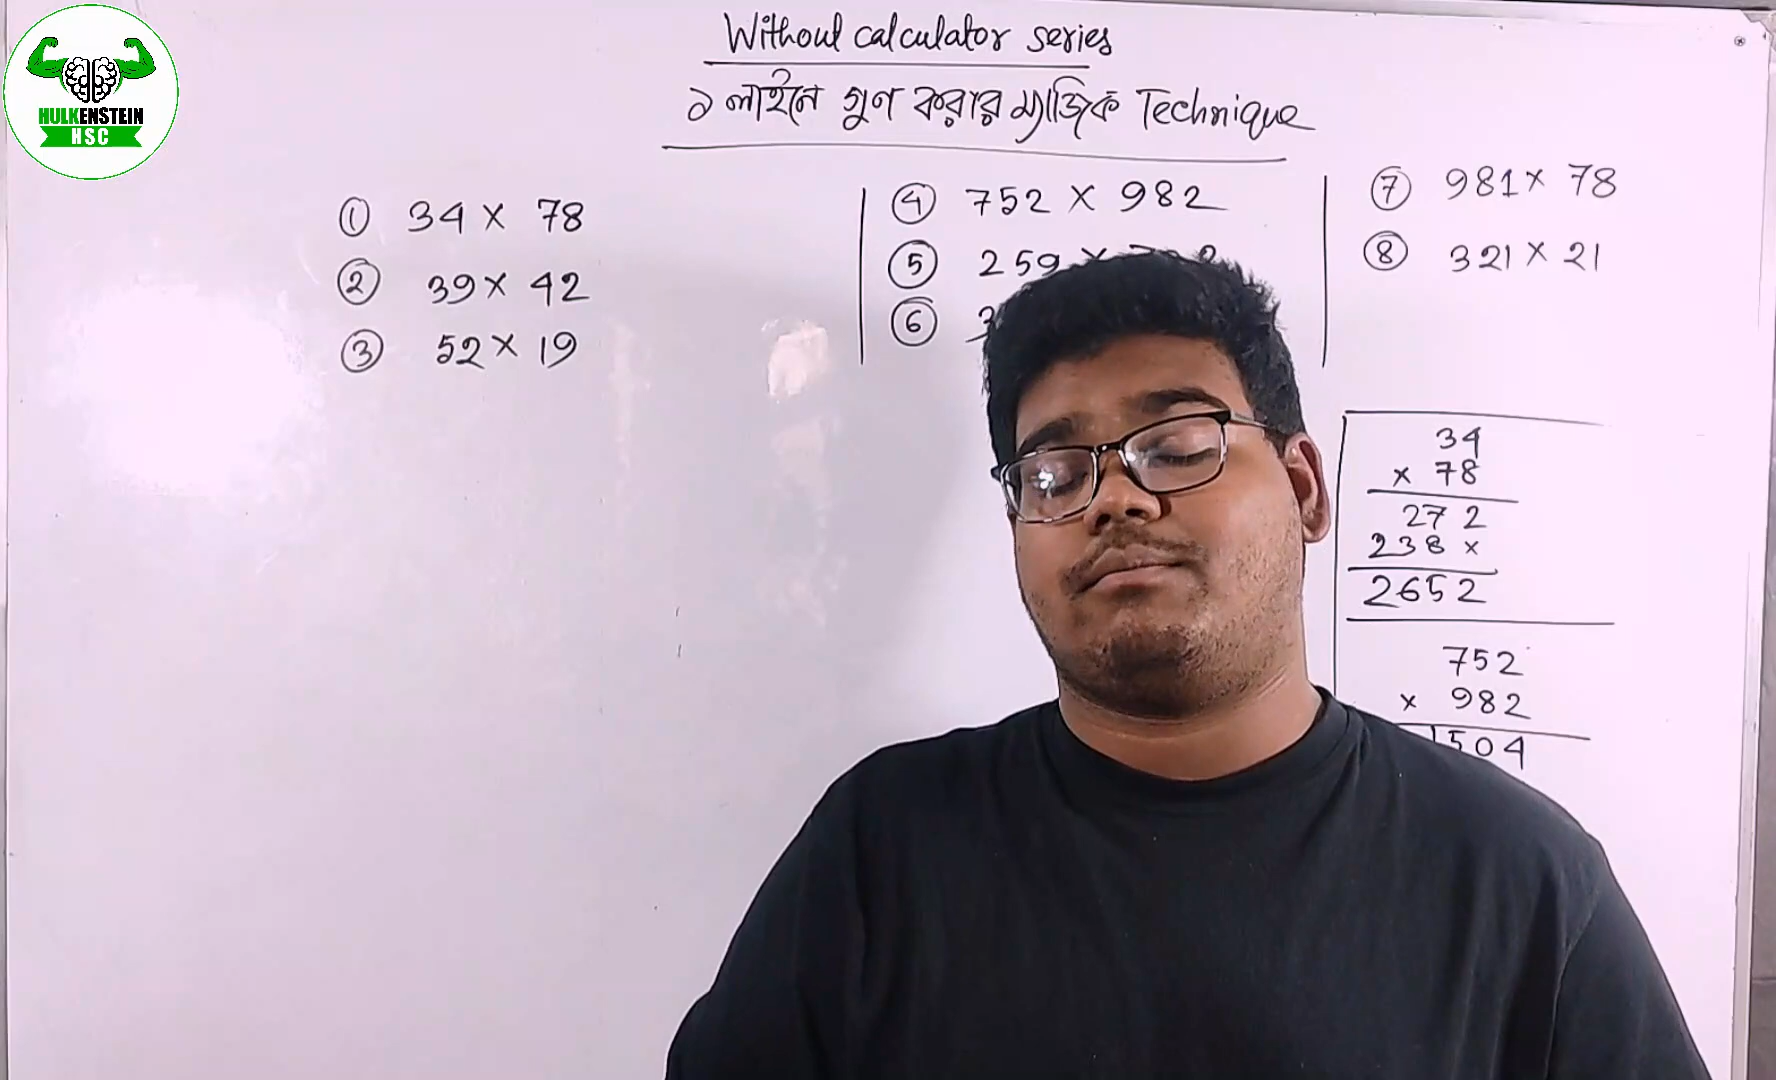 HULKENSTEIN
HSC
Without calculator series
১ লাইনে গুণ করার ম্যাজিক Technique
① 34 × 78
② 39 × 42
③ 52 × 19
④ 752 × 982
⑤ 259 ×
⑥
⑦ 981 × 78
⑧ 321 × 21
34
× 78
272
238 ×
2652
752
× 982
1504